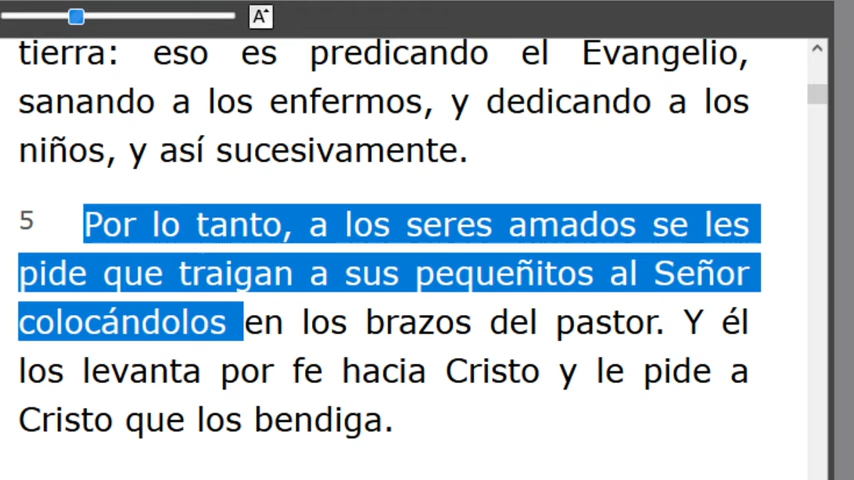 A
tierra: eso es predicando el Evangelio,
sanando a los enfermos, y dedicando a los
niños, y así sucesivamente.
5 Por lo tanto, a los seres amados se les
pide que traigan a sus pequeñitos al Señor
colocándolos en los brazos del pastor. Y él
los levanta por fe hacia Cristo y le pide a
Cristo que los bendiga.